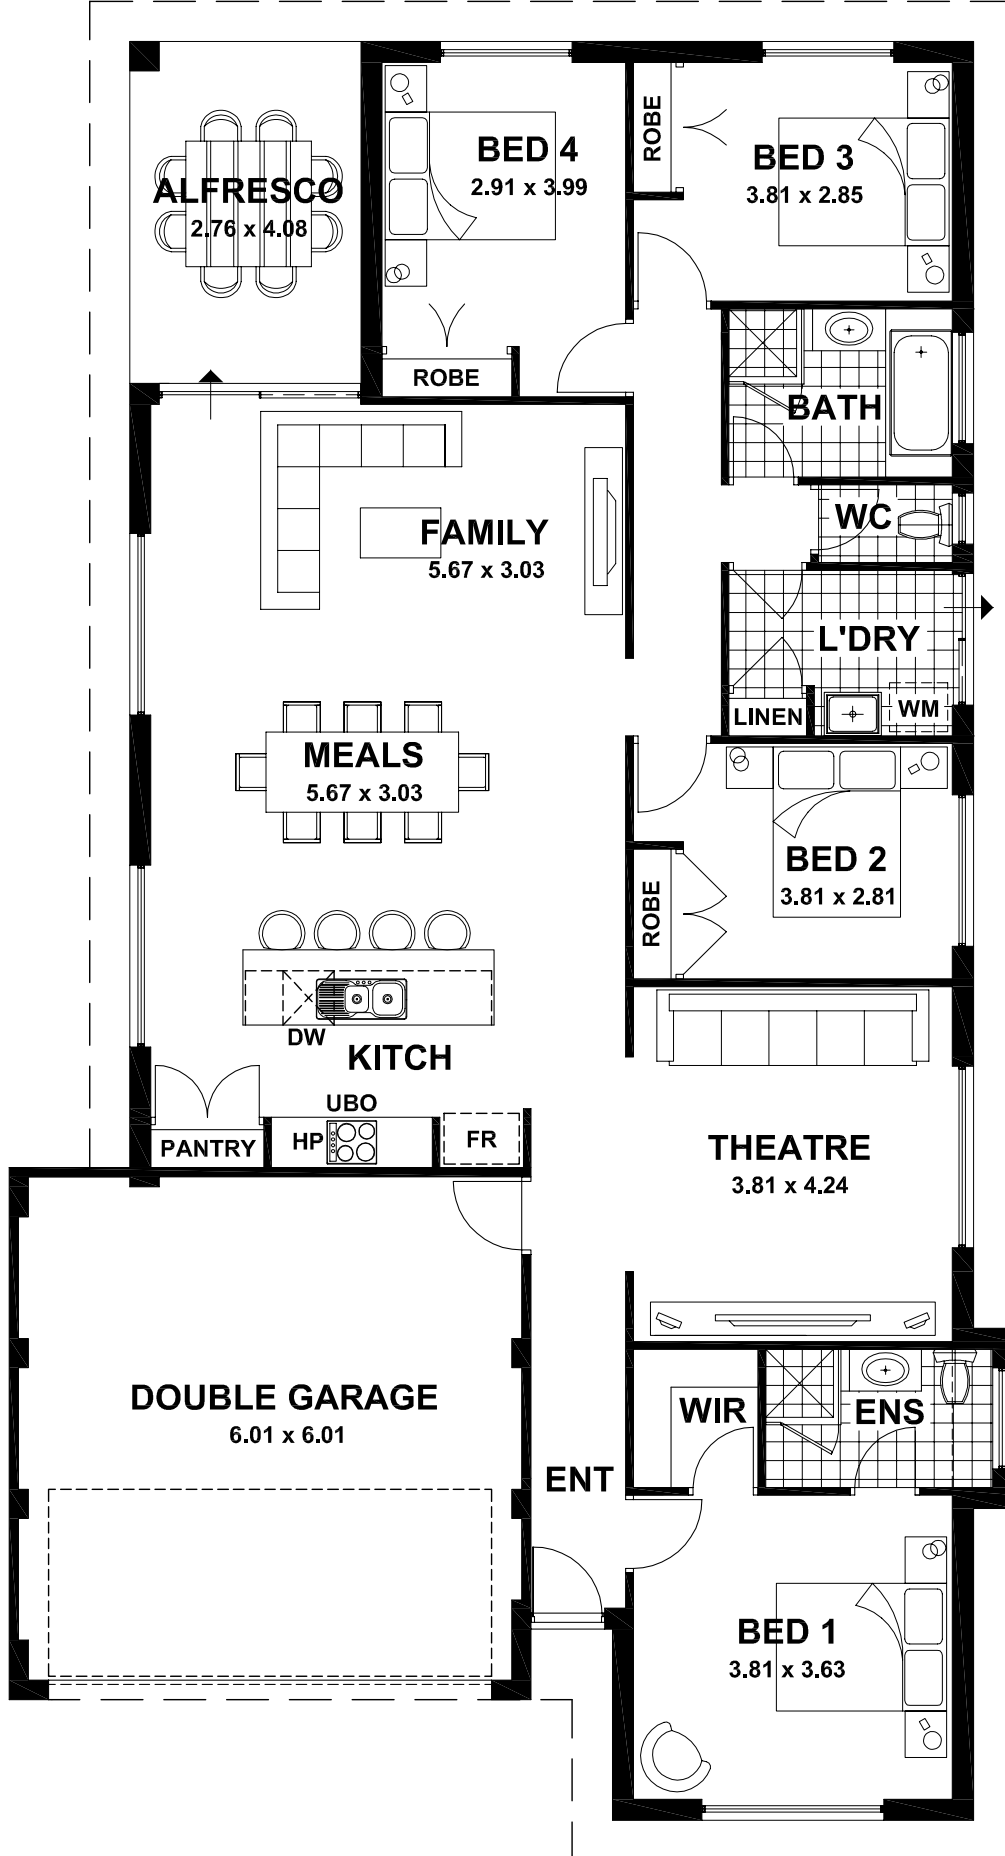 BED 4
2.91 x 3.99
ROBE
BED 3
3.81 x 2.85
ALFRESCO
2.76 x 4.08
ROBE
BATH
FAMILY
5.67 x 3.03
WC
L'DRY
LINEN
WM
MEALS
5.67 x 3.03
BED 2
3.81 x 2.81
ROBE
DW
KITCH
UBO
PANTRY
HP
FR
THEATRE
3.81 x 4.24
DOUBLE GARAGE
6.01 x 6.01
WIR
ENS
ENT
BED 1
3.81 x 3.63